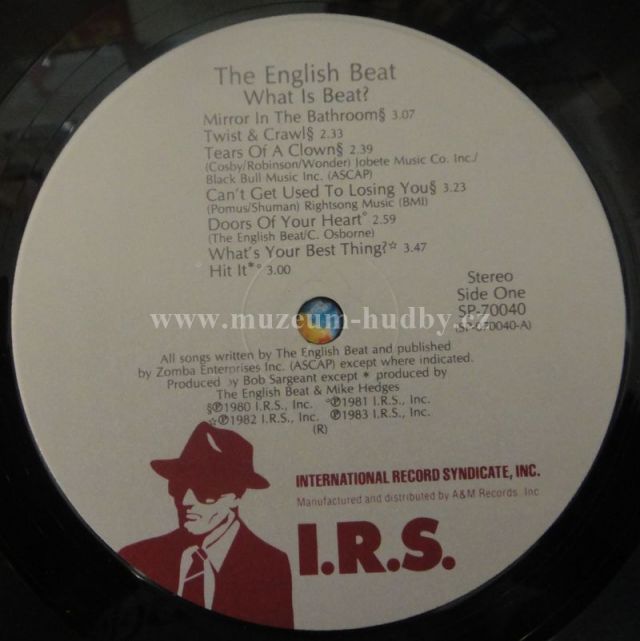 The English Beat
What Is Beat?
Mirror In The Bathroom§ 3.07
Twist & Crawl§ 2.33
Tears Of A Clown§ 2.39
(Cosby/Robinson/Wonder) Jobete Music Co. Inc./
Black Bull Music Inc. (ASCAP)
Can't Get Used To Losing You§ 3.23
(Pomus/Shuman) Rightsong Music (BMI)
Doors Of Your Heart° 2.59
(The English Beat/C. Osborne)
What's Your Best Thing?☆ 3.47
Hit It*° 3.00
Stereo
Side One
SP-70040
(SP-070040-A)
www.muzeum-hudby.cz
All songs written by The English Beat and published
by Zomba Enterprises Inc. (ASCAP) except where indicated.
Produced by Bob Sargeant except * produced by
The English Beat & Mike Hedges
§℗1980 I.R.S., Inc. °℗1981 I.R.S., Inc.
☆℗1982 I.R.S., Inc. ℗1983 I.R.S., Inc.
(R)
INTERNATIONAL RECORD SYNDICATE, INC.
Manufactured and distributed by A&M Records, Inc.
I.R.S.